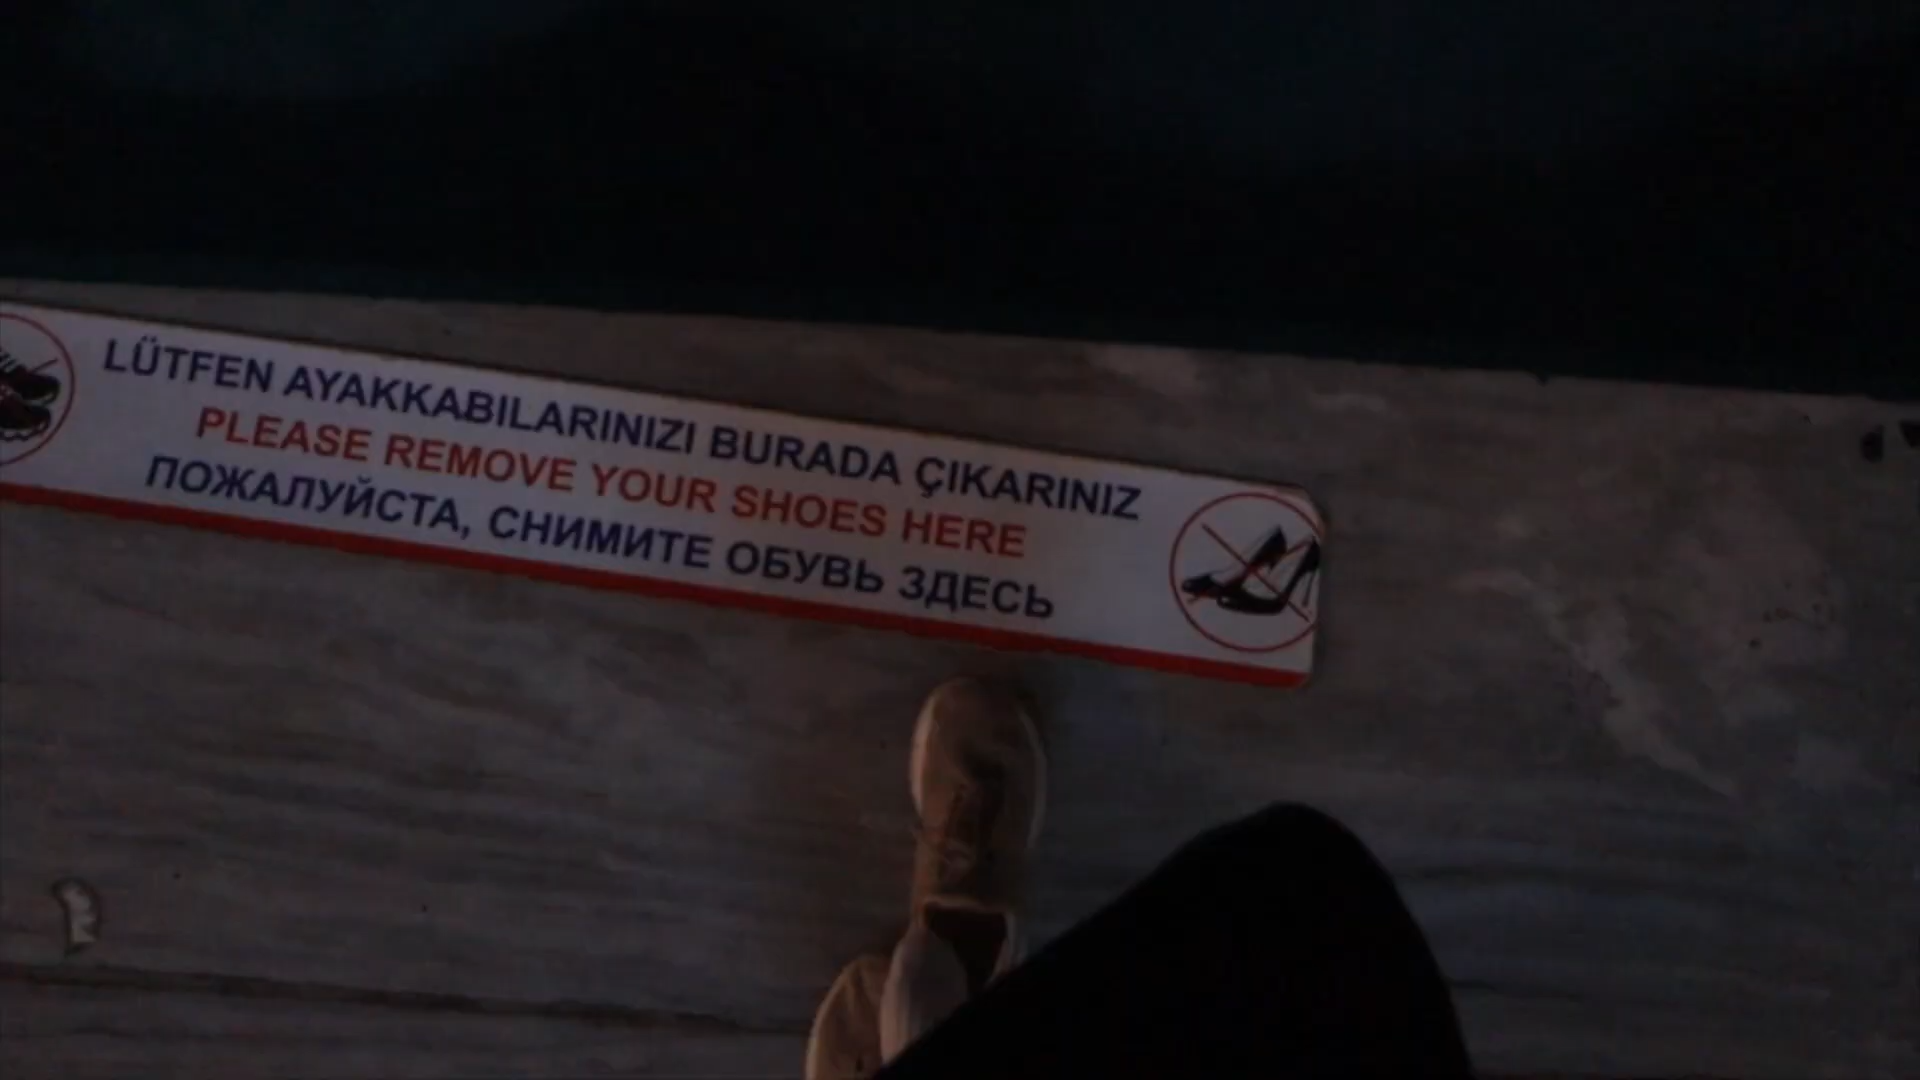 LÜTFEN AYAKKABILARINIZI BURADA ÇIKARINIZ
PLEASE REMOVE YOUR SHOES HERE
ПОЖАЛУЙСТА, СНИМИТЕ ОБУВЬ ЗДЕСЬ